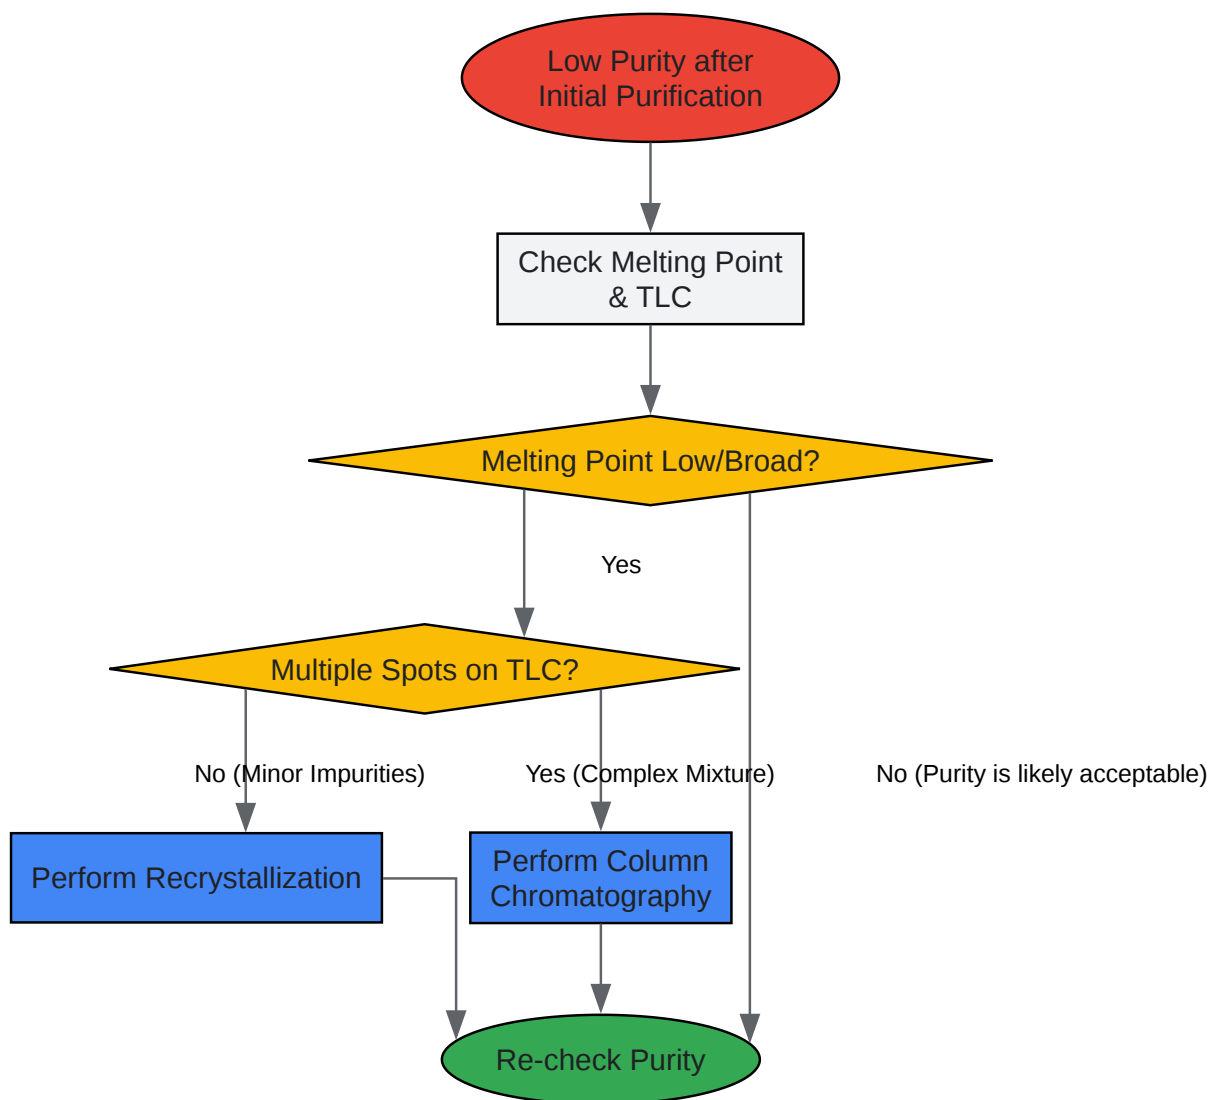 Low Purity after
Initial Purification
Check Melting Point
& TLC
Melting Point Low/Broad?
Yes
Multiple Spots on TLC?
No (Minor Impurities)
Yes (Complex Mixture)
No (Purity is likely acceptable)
Perform Recrystallization
Perform Column
Chromatography
Re-check Purity